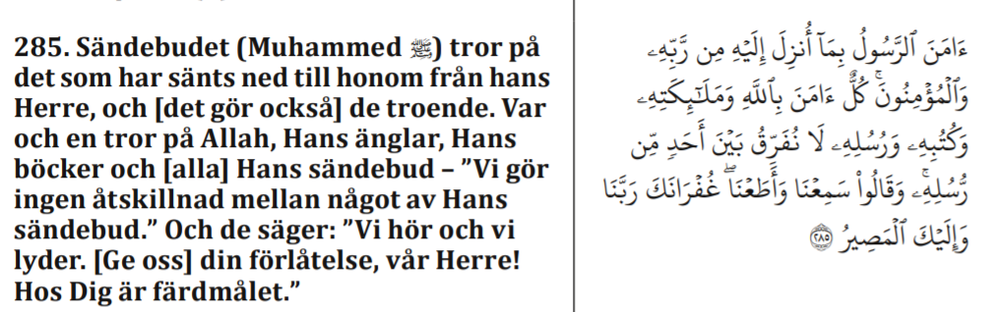 285. Sändebudet (Muhammed ﷺ) tror på
det som har sänts ned till honom från hans
Herre, och [det gör också] de troende. Var
och en tror på Allah, Hans änglar, Hans
böcker och [alla] Hans sändebud – ”Vi gör
ingen åtskillnad mellan något av Hans
sändebud.” Och de säger: ”Vi hör och vi
lyder. [Ge oss] din förlåtelse, vår Herre!
Hos Dig är färdmålet.”
ءَامَنَ ٱلرَّسُولُ بِمَآ أُنزِلَ إِلَيْهِ مِن رَّبِّهِۦ
وَٱلْمُؤْمِنُونَۚ كُلٌّ ءَامَنَ بِٱللَّهِ وَمَلَـٰٓئِكَتِهِۦ
وَكُتُبِهِۦ وَرُسُلِهِۦ لَا نُفَرِّقُ بَيْنَ أَحَدٍ مِّن
رُّسُلِهِۦۚ وَقَالُوا۟ سَمِعْنَا وَأَطَعْنَاۖ غُفْرَانَكَ رَبَّنَا
وَإِلَيْكَ ٱلْمَصِيرُ ٢٨٥